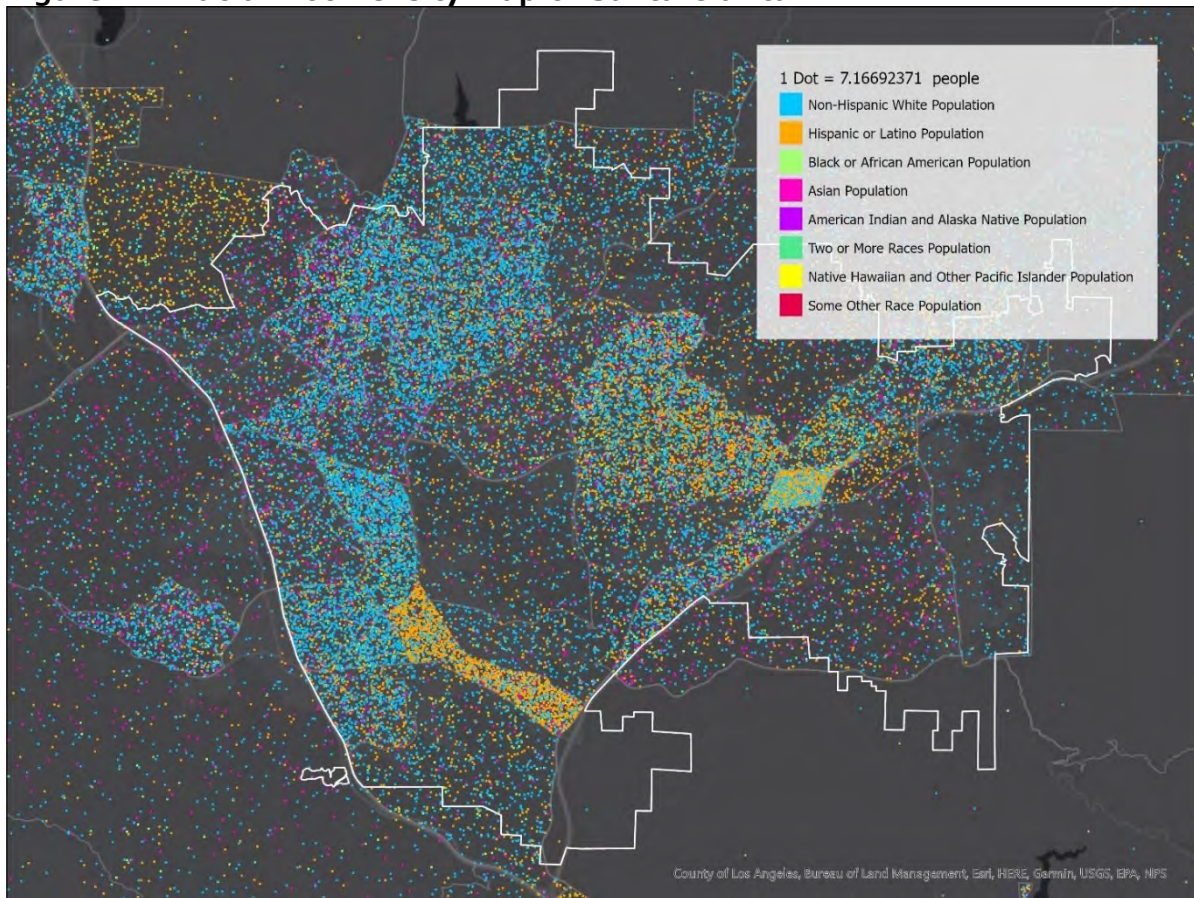 1 Dot = 7.16692371 people
Non-Hispanic White Population
Hispanic or Latino Population
Black or African American Population
Asian Population
American Indian and Alaska Native Population
Two or More Races Population
Native Hawaiian and Other Pacific Islander Population
Some Other Race Population
County of Los Angeles, Bureau of Land Management, Esri, HERE, Garmin, USGS, EPA, NPS